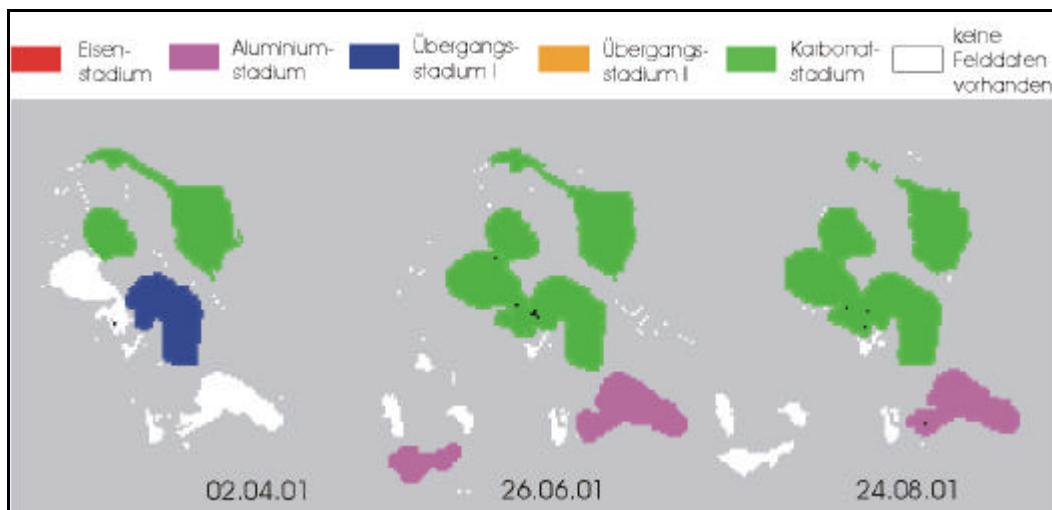 Eisen-
stadium
Aluminium-
stadium
Übergangs-
stadium I
Übergangs-
stadium II
Karbonat-
stadium
keine
Felddaten
vorhanden
02.04.01
26.06.01
24.08.01